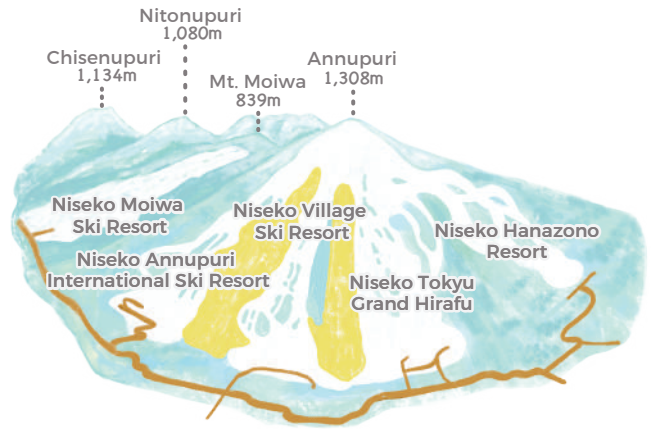 Nitonupuri
1,080m
Chisenupuri
1,134m
Annupuri
1,308m
Mt. Moiwa
839m
Niseko Moiwa
Ski Resort
Niseko Village
Ski Resort
Niseko Hanazono
Resort
Niseko Annupuri
International Ski Resort
Niseko Tokyu
Grand Hirafu